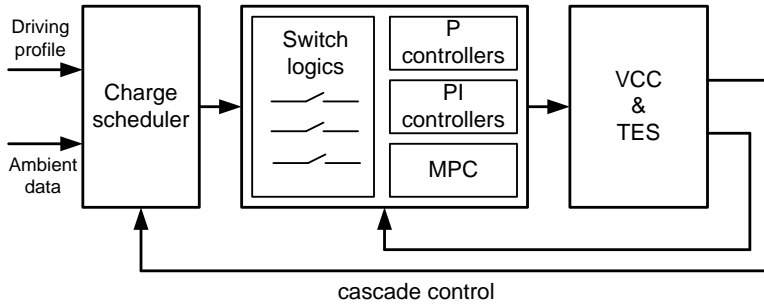 Driving
profile
Ambient
data
Charge
scheduler
Switch
logics
P
controllers
PI
controllers
MPC
VCC
&
TES
cascade control